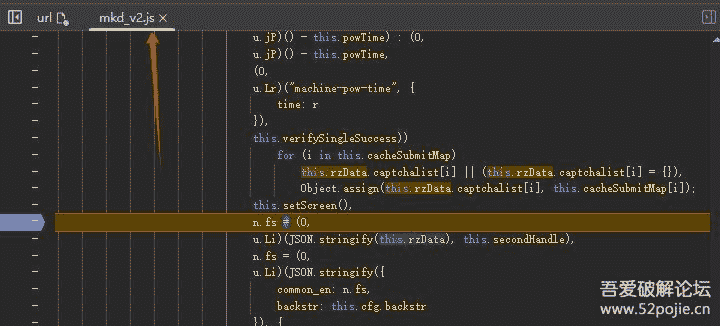 url
mkd_v2.js ×
u.jP)() - this.powTime) : (0,
u.jP)() - this.powTime,
(0,
u.Lr)("machine-pow-time", {
time: r
}),
this.verifySingleSuccess))
for (i in this.cacheSubmitMap)
this.rzData.captchalist[i] || (this.rzData.captchalist[i] = {}),
Object.assign(this.rzData.captchalist[i], this.cacheSubmitMap[i]);
this.setScreen(),
n.fs = (0,
u.Li)(JSON.stringify(this.rzData), this.secondHandle),
n.fs = (0,
u.Li)(JSON.stringify({
common_en: n.fs,
backstr: this.cfg.backstr
}), {
吾爱破解论坛
www.52pojie.cn